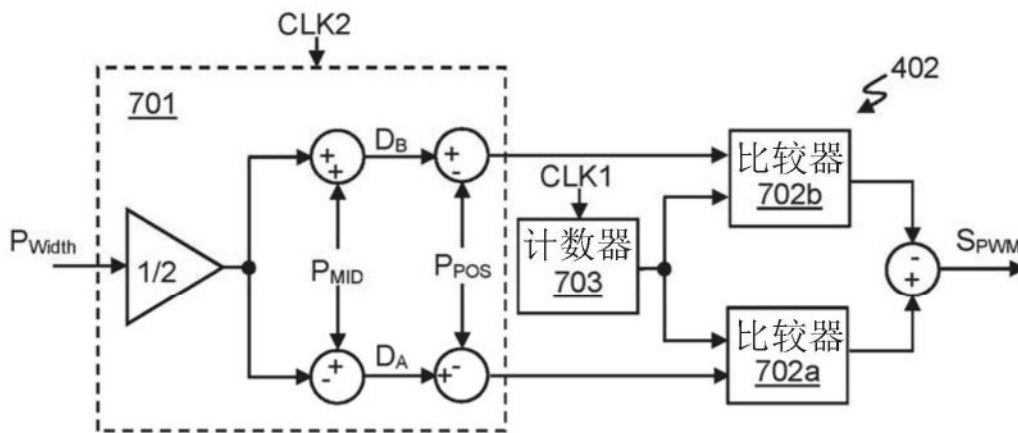 CLK2
402
701
D_B
+
+
+
-
比较器
702b
CLK1
P_Width
1/2
P_MID
P_POS
计数器
703
-
+
S_PWM
比较器
702a
+
-
D_A
+
-